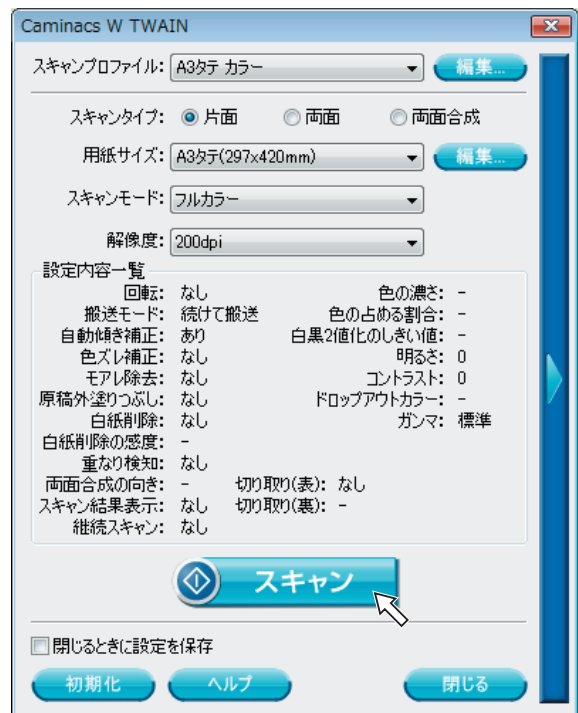 Caminacs W TWAIN
スキャンプロファイル: A3タテ カラー 編集...
スキャンタイプ: 片面 両面 両面合成
用紙サイズ: A3タテ(297x420mm) 編集...
スキャンモード: フルカラー
解像度: 200dpi
設定内容一覧
回転: なし 色の濃さ: -
搬送モード: 続けて搬送 色の占める割合: -
自動傾き補正: あり 白黒2値化のしきい値: -
色ズレ補正: なし 明るさ: 0
モアレ除去: なし コントラスト: 0
原稿外塗りつぶし: なし ドロップアウトカラー: -
白紙削除: なし ガンマ: 標準
白紙削除の感度: -
重なり検知: なし
両面合成の向き: - 切り取り(表): なし
スキャン結果表示: なし 切り取り(裏): -
継続スキャン: なし
スキャン
閉じるときに設定を保存
初期化 ヘルプ 閉じる